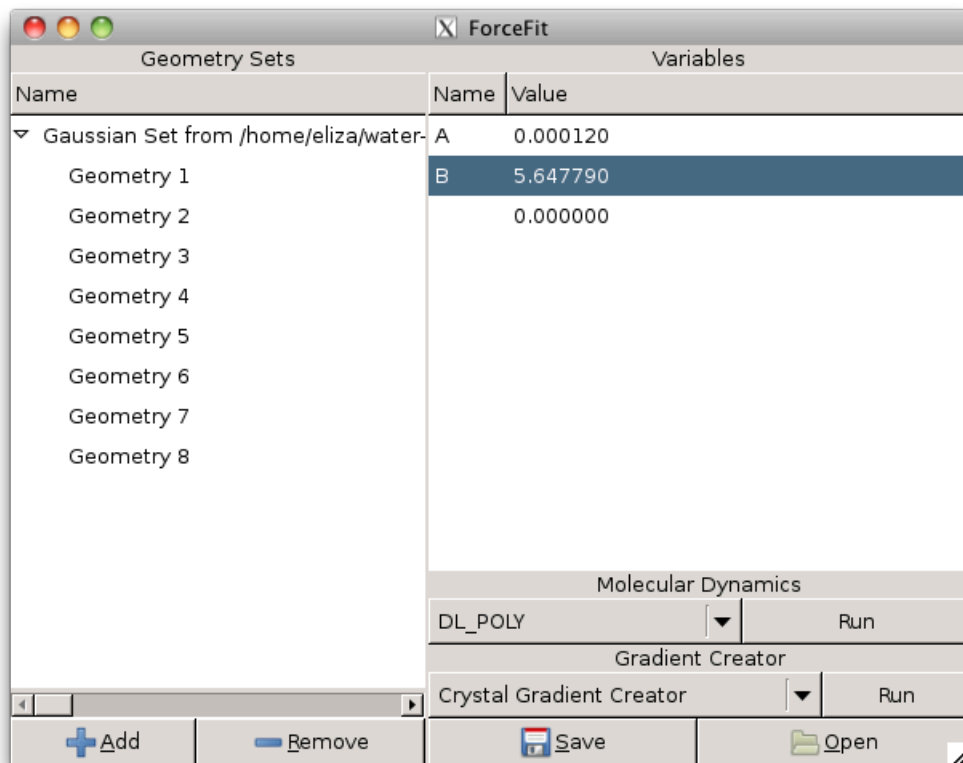 ForceFit
Geometry Sets
Name
Gaussian Set from /home/eliza/water-
Geometry 1
Geometry 2
Geometry 3
Geometry 4
Geometry 5
Geometry 6
Geometry 7
Geometry 8
Add Remove
Variables
Name Value
A 0.000120
B 5.647790
0.000000
Molecular Dynamics
DL_POLY Run
Gradient Creator
Crystal Gradient Creator Run
Save Open